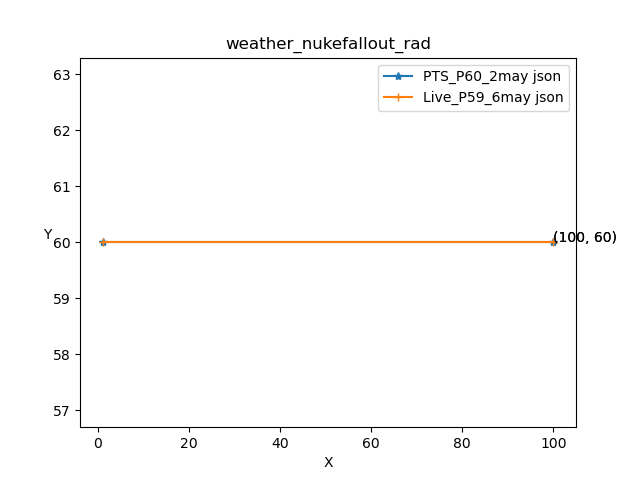 weather_nukefallout_rad
PTS_P60_2may json
Live_P59_6may json
63
62
61
60
59
58
57
Y
(100, 60)
0
20
40
60
80
100
X